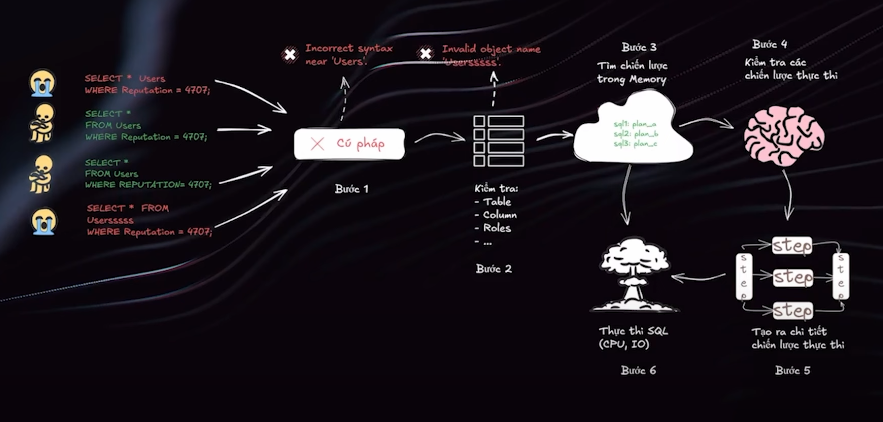 SELECT * Users
WHERE Reputation = 4707;
SELECT *
FROM Users
WHERE Reputation = 4707;
SELECT *
FROM Users
WHERE REPUTATION= 4707;
SELECT * FROM
Usersssss
WHERE Reputation = 4707;
Incorrect syntax
near 'Users'.
Cú pháp
Bước 1
Invalid object name
'Usersssss'.
Kiểm tra:
- Table
- Column
- Roles
- ...
Bước 2
Bước 3
Tìm chiến lược
trong Memory
sql1: plan_a
sql2: plan_b
sql3: plan_c
Bước 4
Kiểm tra các
chiến lược thực thi
step
step
step
step
step
Tạo ra chi tiết
chiến lược thực thi
Bước 5
Thực thi SQL
(CPU, IO)
Bước 6